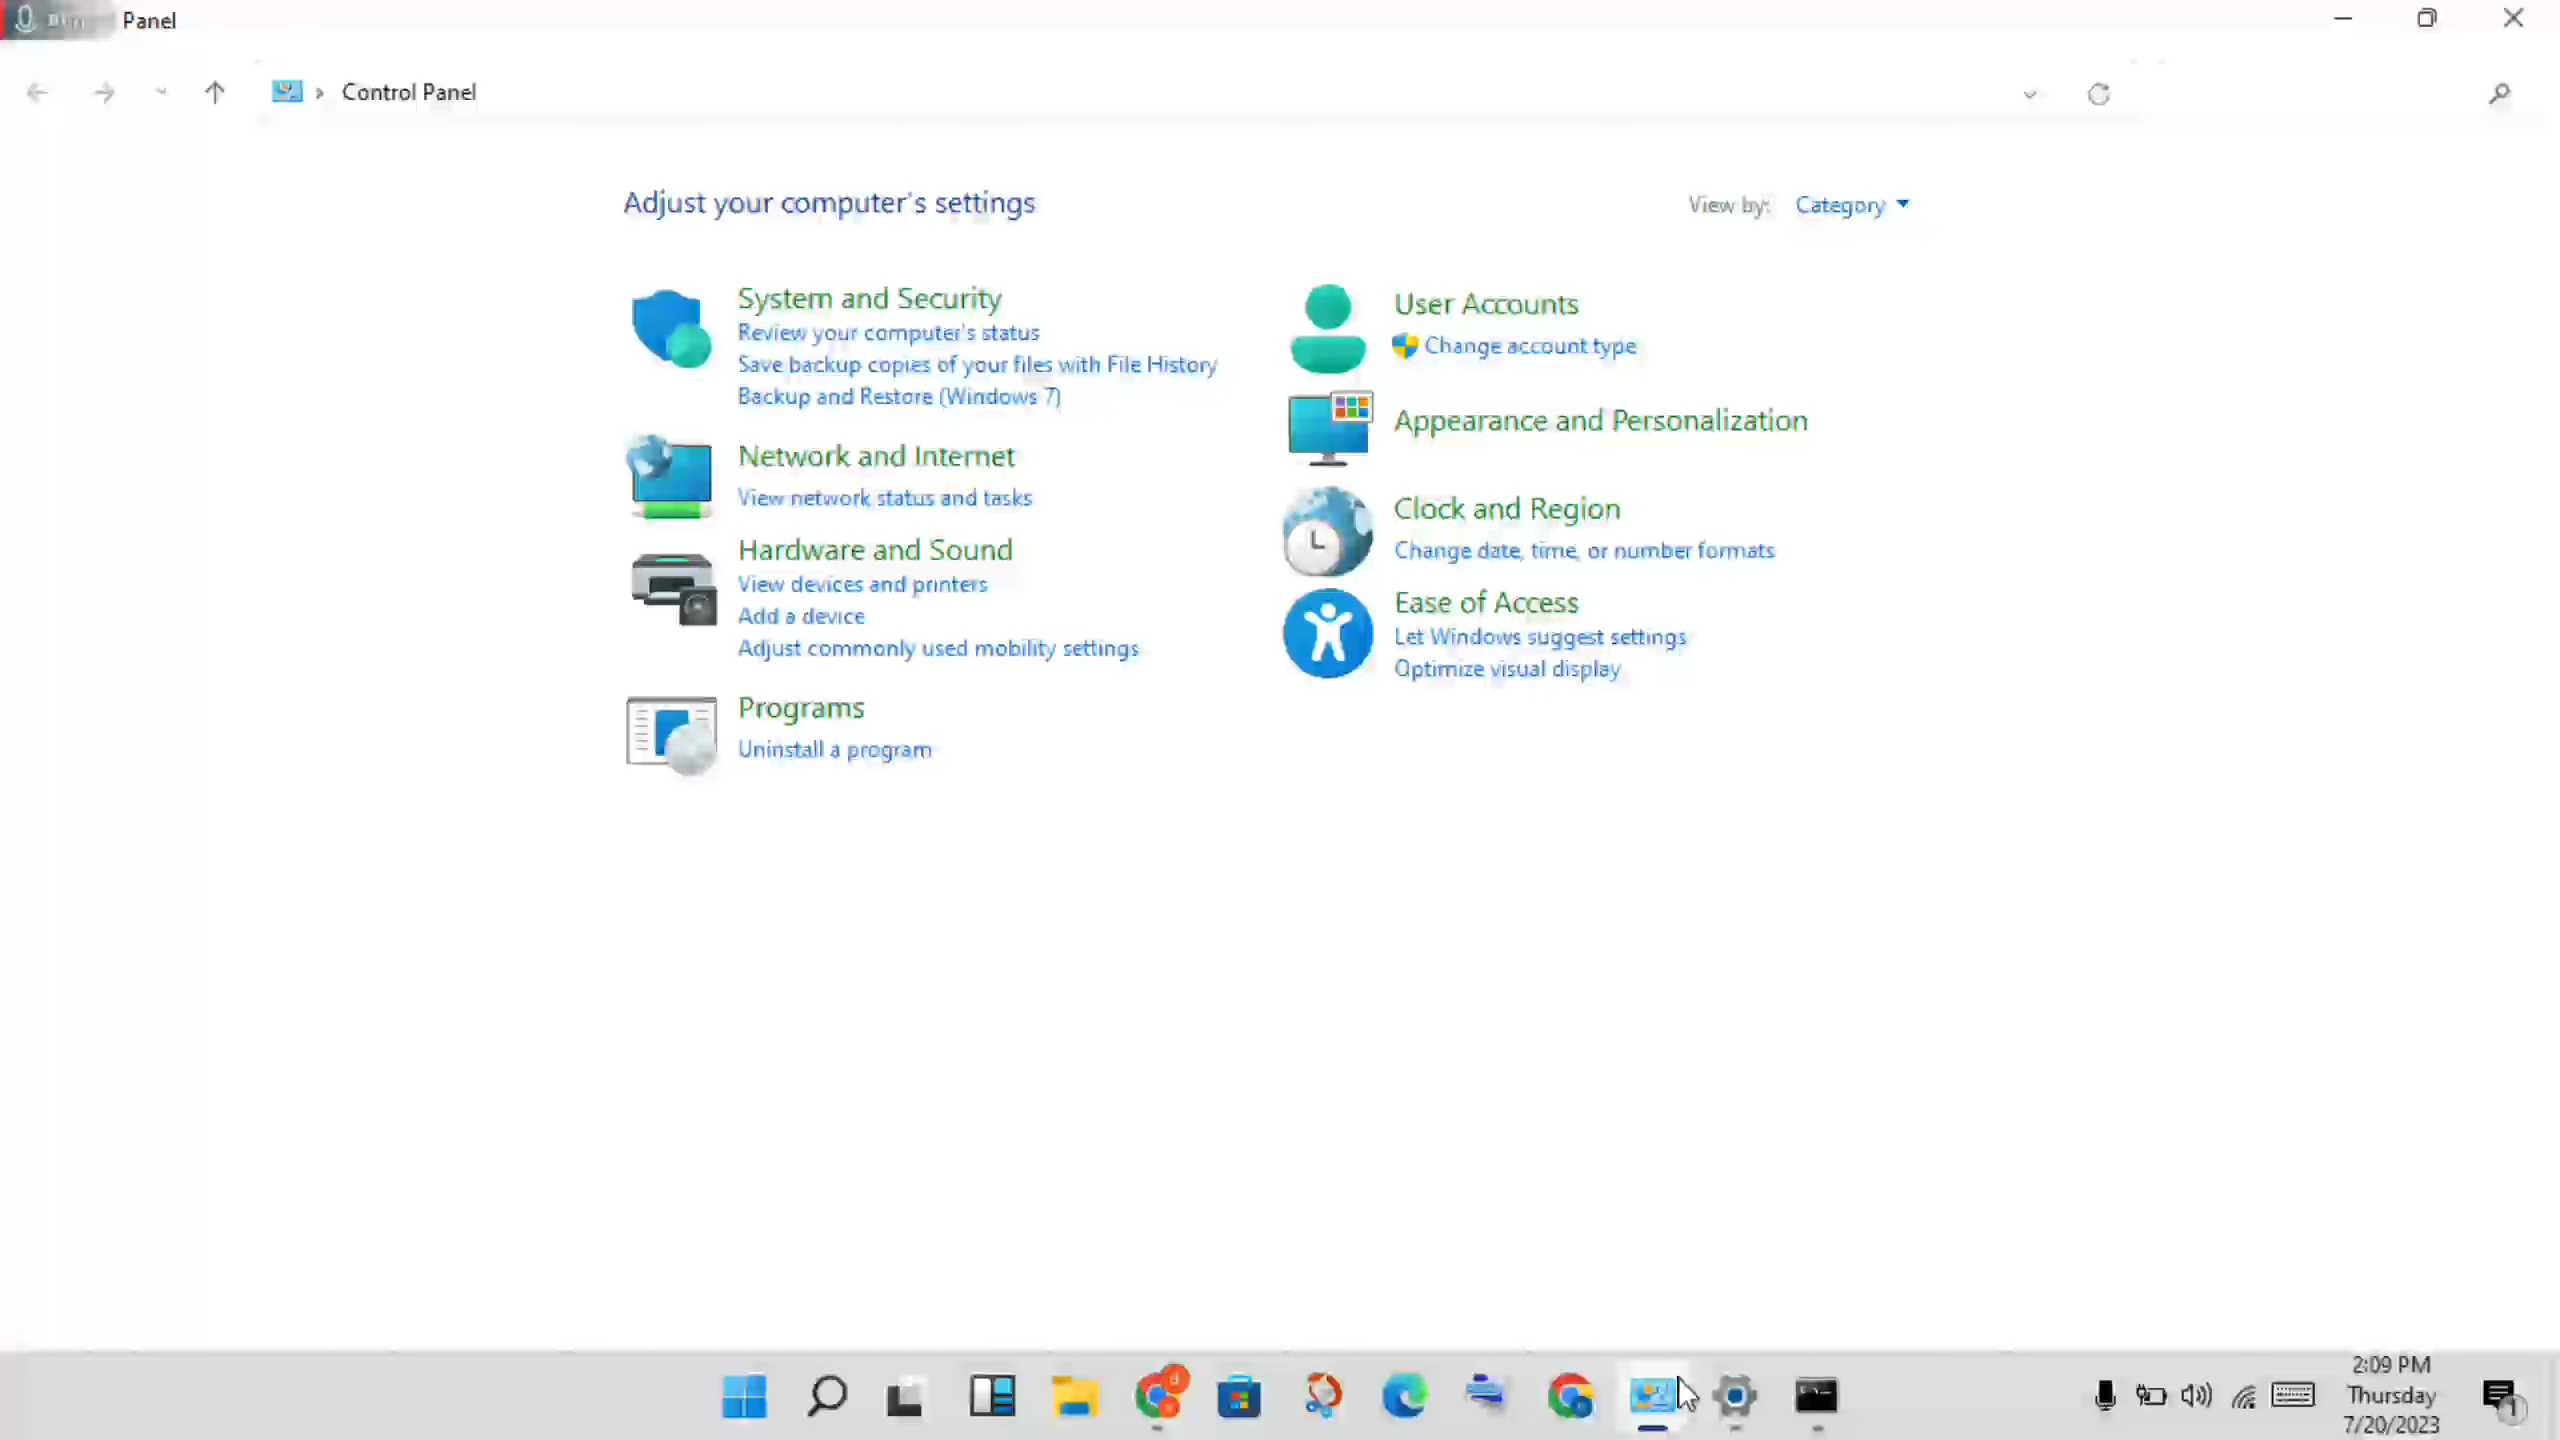 Panel
Control Panel
Adjust your computer's settings
View by: Category
System and Security
Review your computer's status
Save backup copies of your files with File History
Backup and Restore (Windows 7)
Network and Internet
View network status and tasks
Hardware and Sound
View devices and printers
Add a device
Adjust commonly used mobility settings
Programs
Uninstall a program
User Accounts
Change account type
Appearance and Personalization
Clock and Region
Change date, time, or number formats
Ease of Access
Let Windows suggest settings
Optimize visual display
d
2:09 PM
Thursday
7/20/2023
1